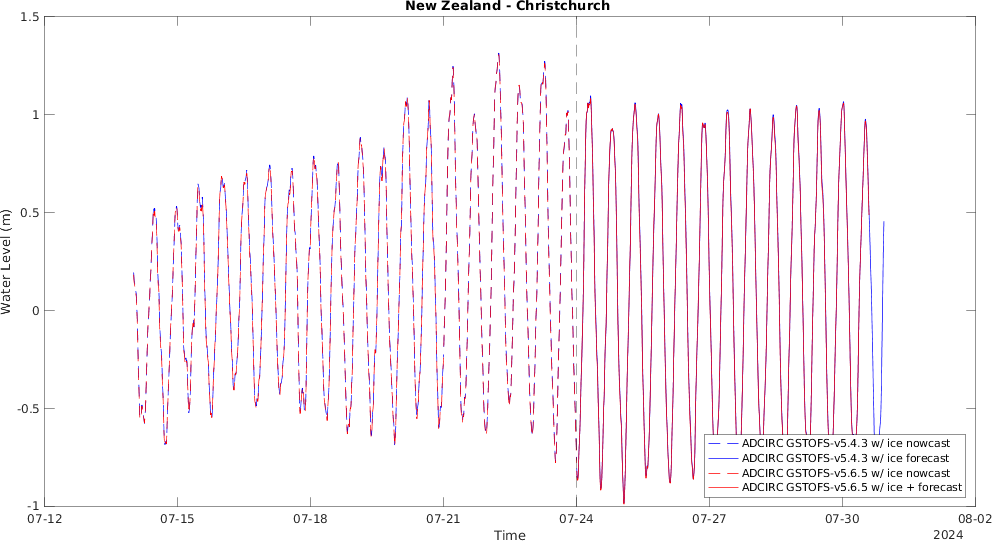 New Zealand - Christchurch
1.5
1
0.5
0
-0.5
-1
Water Level (m)
ADCIRC GSTOFS-v5.4.3 w/ ice nowcast
ADCIRC GSTOFS-v5.4.3 w/ ice forecast
ADCIRC GSTOFS-v5.6.5 w/ ice nowcast
ADCIRC GSTOFS-v5.6.5 w/ ice + forecast
07-12 07-15 07-18 07-21 07-24 07-27 07-30 08-02
Time
2024